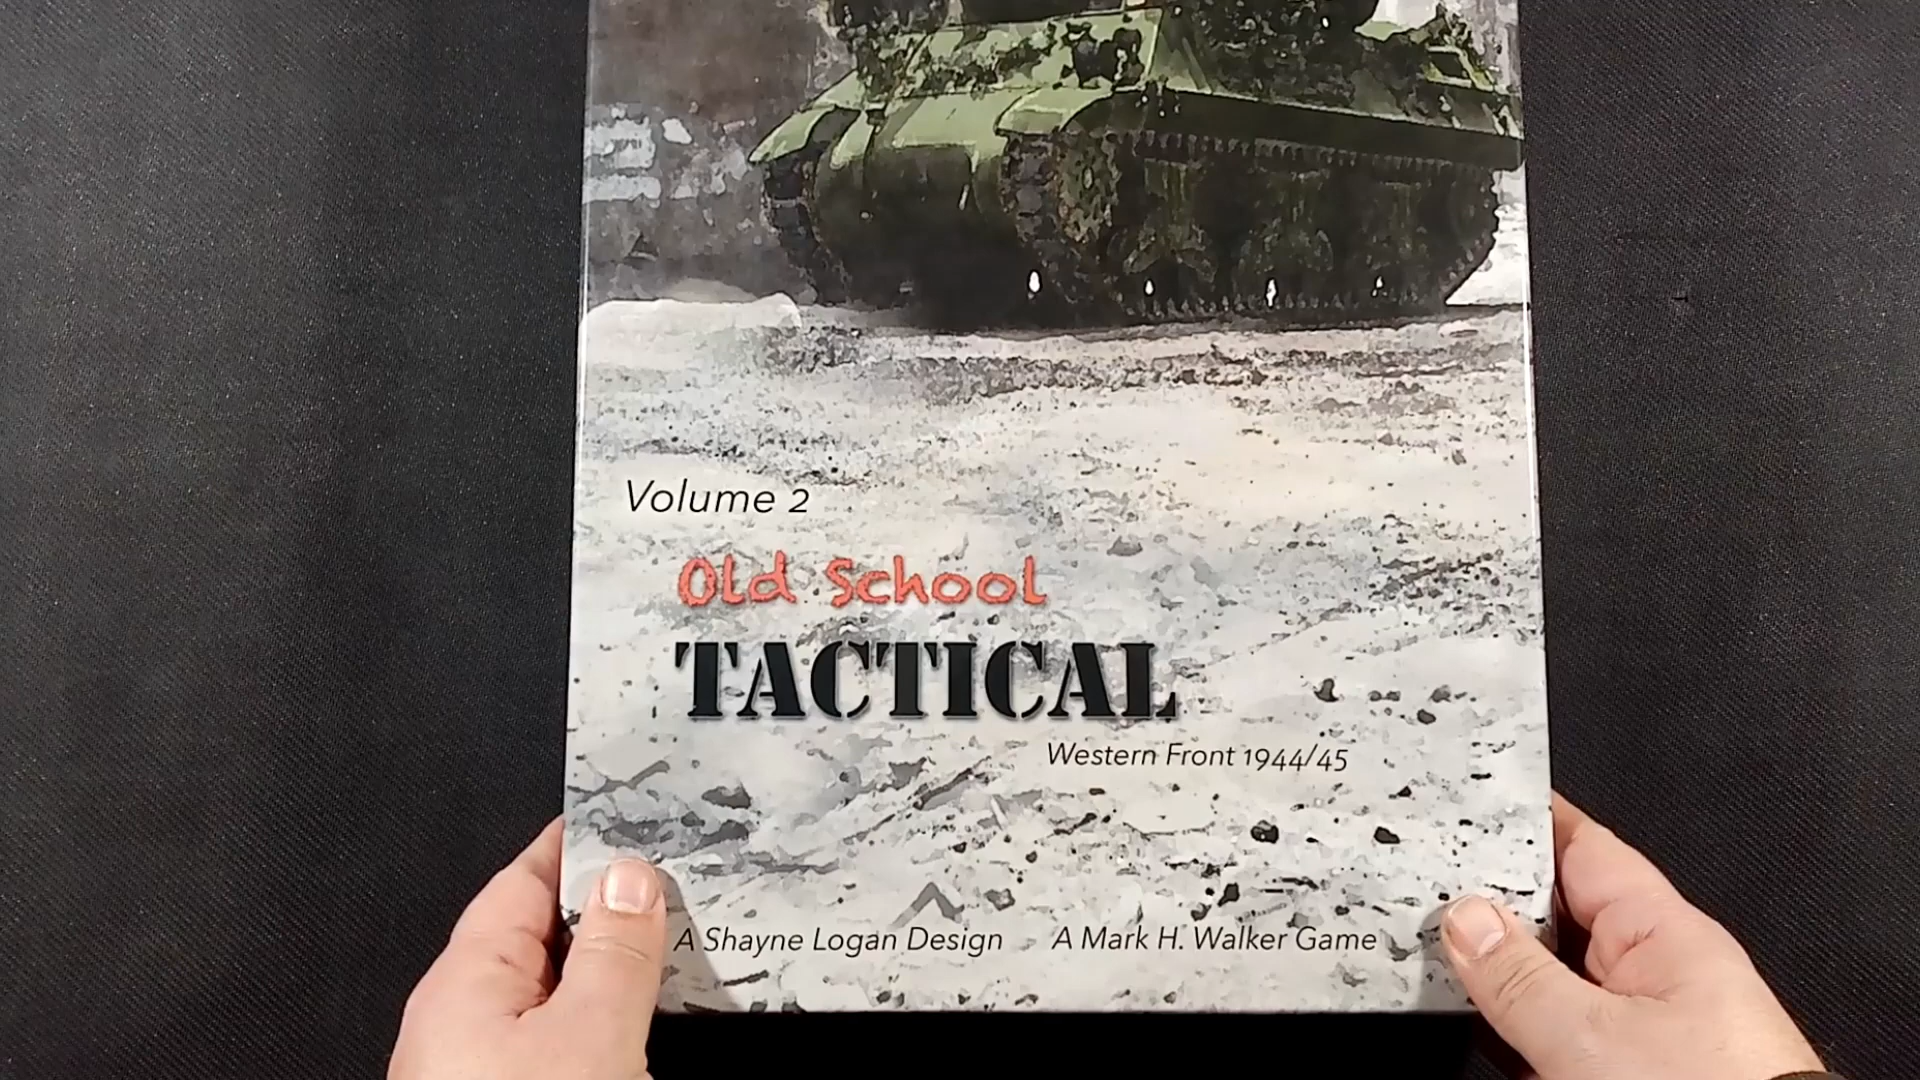 Volume 2
Old School
TACTICAL
Western Front 1944/45
A Shayne Logan Design A Mark H. Walker Game